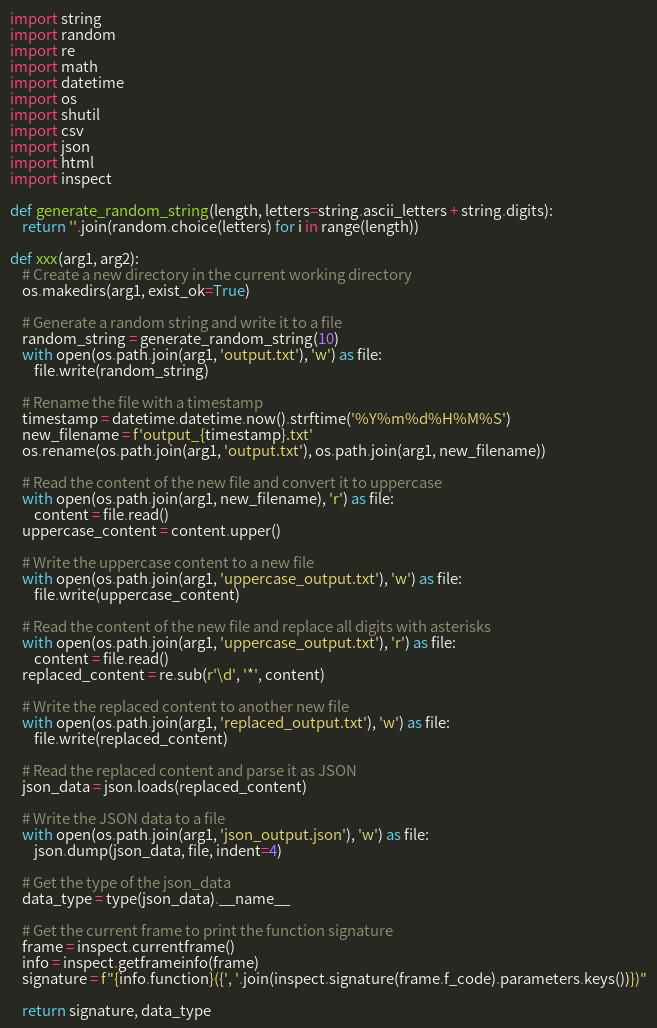 import string
import random
import re
import math
import datetime
import os
import shutil
import csv
import json
import html
import inspect

def generate_random_string(length, letters=string.ascii_letters + string.digits):
    return ''.join(random.choice(letters) for i in range(length))

def xxx(arg1, arg2):
    # Create a new directory in the current working directory
    os.makedirs(arg1, exist_ok=True)

    # Generate a random string and write it to a file
    random_string = generate_random_string(10)
    with open(os.path.join(arg1, 'output.txt'), 'w') as file:
        file.write(random_string)

    # Rename the file with a timestamp
    timestamp = datetime.datetime.now().strftime('%Y%m%d%H%M%S')
    new_filename = f'output_{timestamp}.txt'
    os.rename(os.path.join(arg1, 'output.txt'), os.path.join(arg1, new_filename))

    # Read the content of the new file and convert it to uppercase
    with open(os.path.join(arg1, new_filename), 'r') as file:
        content = file.read()
    uppercase_content = content.upper()

    # Write the uppercase content to a new file
    with open(os.path.join(arg1, 'uppercase_output.txt'), 'w') as file:
        file.write(uppercase_content)

    # Read the content of the new file and replace all digits with asterisks
    with open(os.path.join(arg1, 'uppercase_output.txt'), 'r') as file:
        content = file.read()
    replaced_content = re.sub(r'\d', '*', content)

    # Write the replaced content to another new file
    with open(os.path.join(arg1, 'replaced_output.txt'), 'w') as file:
        file.write(replaced_content)

    # Read the replaced content and parse it as JSON
    json_data = json.loads(replaced_content)

    # Write the JSON data to a file
    with open(os.path.join(arg1, 'json_output.json'), 'w') as file:
        json.dump(json_data, file, indent=4)

    # Get the type of the json_data
    data_type = type(json_data).__name__

    # Get the current frame to print the function signature
    frame = inspect.currentframe()
    info = inspect.getframeinfo(frame)
    signature = f"{info.function}({', '.join(inspect.signature(frame.f_code).parameters.keys())})"

    return signature, data_type